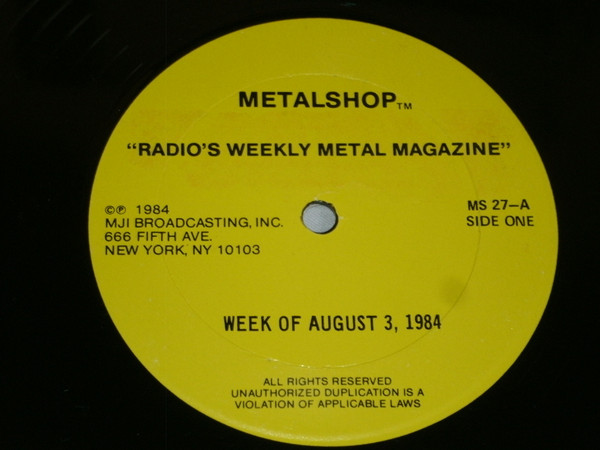 METALSHOP™
"RADIO'S WEEKLY METAL MAGAZINE"
©℗ 1984
MJI BROADCASTING, INC.
666 FIFTH AVE.
NEW YORK, NY 10103
MS 27–A
SIDE ONE
WEEK OF AUGUST 3, 1984
ALL RIGHTS RESERVED
UNAUTHORIZED DUPLICATION IS A
VIOLATION OF APPLICABLE LAWS